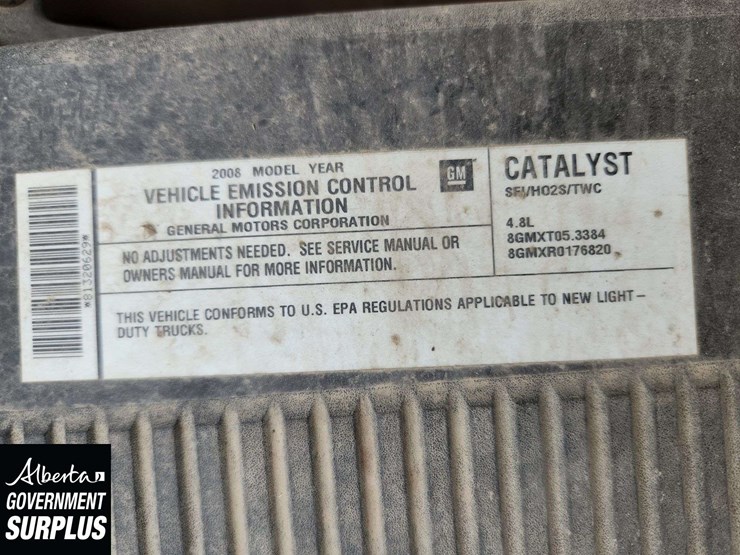 2008 MODEL YEAR
VEHICLE EMISSION CONTROL
INFORMATION
GENERAL MOTORS CORPORATION
GM
NO ADJUSTMENTS NEEDED. SEE SERVICE MANUAL OR
OWNERS MANUAL FOR MORE INFORMATION.
CATALYST
SFI/HO2S/TWC
4.8L
8GMXT05.3384
8GMXR0176820
THIS VEHICLE CONFORMS TO U.S. EPA REGULATIONS APPLICABLE TO NEW LIGHT-
DUTY TRUCKS.
*81320629*
Alberta
GOVERNMENT
SURPLUS